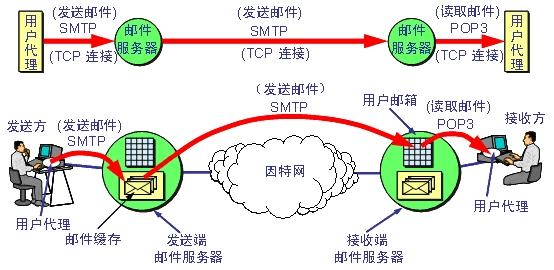 用户代理
(发送邮件)
SMTP
(TCP 连接)
邮件
服务器
(发送邮件)
SMTP
(TCP 连接)
邮件
服务器
(读取邮件)
POP3
(TCP 连接)
用户代理
(发送邮件)
SMTP
用户邮箱
(读取邮件)
POP3
发送方
(发送邮件)
SMTP
接收方
因特网
用户代理
邮件缓存
发送端
邮件服务器
接收端
邮件服务器
用户代理